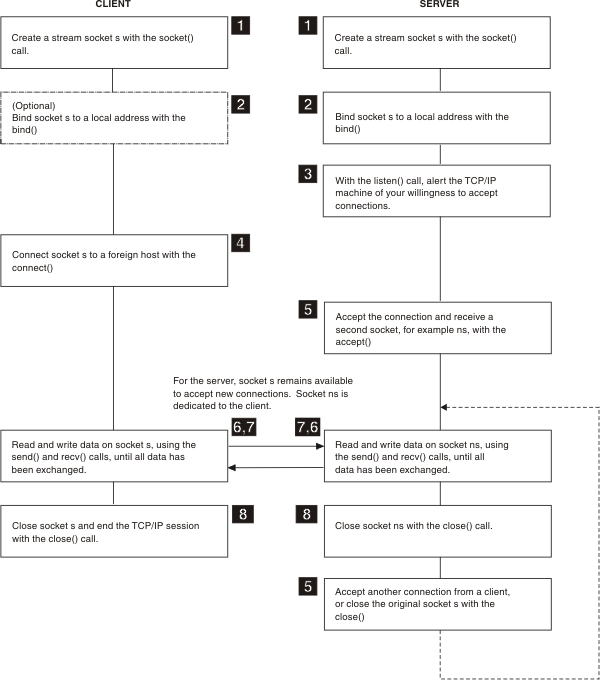 CLIENT
SERVER
1
Create a stream socket s with the socket()
call.
1
Create a stream socket s with the socket()
call.
2
(Optional)
Bind socket s to a local address with the
bind()
2
Bind socket s to a local address with the
bind()
3
With the listen() call, alert the TCP/IP
machine of your willingness to accept
connections.
4
Connect socket s to a foreign host with the
connect()
5
Accept the connection and receive a
second socket, for example ns, with the
accept()
For the server, socket s remains available
to accept new connections. Socket ns is
dedicated to the client.
6,7
7,6
Read and write data on socket s, using the
send() and recv() calls, until all data has
been exchanged.
Read and write data on socket ns, using
the send() and recv() calls, until all
data has been exchanged.
8
Close socket s and end the TCP/IP session
with the close() call.
8
Close socket ns with the close() call.
5
Accept another connection from a client,
or close the original socket s with the
close()